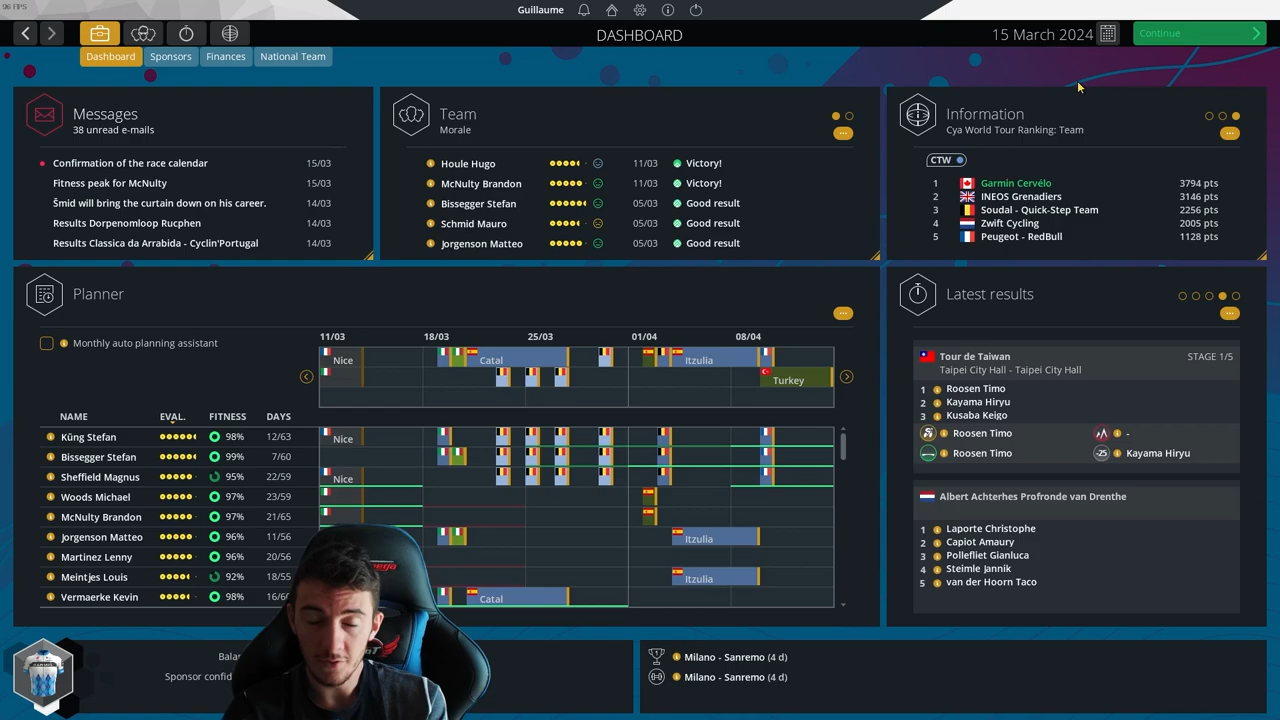 96 FPS
Guillaume
DASHBOARD
15 March 2024
Continue
Dashboard
Sponsors
Finances
National Team
Messages
38 unread e-mails
Confirmation of the race calendar 15/03
Fitness peak for McNulty 15/03
Šmid will bring the curtain down on his career. 14/03
Results Dorpenomloop Rucphen 14/03
Results Classica da Arrabida - Cyclin'Portugal 14/03
Team
Morale
Houle Hugo 11/03 Victory!
McNulty Brandon 11/03 Victory!
Bissegger Stefan 05/03 Good result
Schmid Mauro 05/03 Good result
Jorgenson Matteo 05/03 Good result
Information
Cya World Tour Ranking: Team
CTW
1 Garmin Cervélo 3794 pts
2 INEOS Grenadiers 3146 pts
3 Soudal - Quick-Step Team 2256 pts
4 Zwift Cycling 2005 pts
5 Peugeot - RedBull 1128 pts
Planner
Monthly auto planning assistant
11/03 18/03 25/03 01/04 08/04
Nice Catal Itzulia
Turkey
NAME EVAL. FITNESS DAYS
Küng Stefan 98% 12/63 Nice
Bissegger Stefan 99% 7/60
Sheffield Magnus 95% 22/59 Nice
Woods Michael 97% 23/59
McNulty Brandon 97% 21/65
Jorgenson Matteo 96% 11/56 Itzulia
Martinez Lenny 96% 20/56
Meintjes Louis 92% 18/55 Itzulia
Vermaerke Kevin 98% Catal
Latest results
Tour de Taiwan STAGE 1/5
Taipei City Hall - Taipei City Hall
1 Roosen Timo
2 Kayama Hiryu
3 Kusaba Keigo
Roosen Timo -
Roosen Timo -25 Kayama Hiryu
Albert Achterhes Profronde van Drenthe
1 Laporte Christophe
2 Capiot Amaury
3 Pollefliet Gianluca
4 Steimle Jannik
5 van der Hoorn Taco
Milano - Sanremo (4 d)
Milano - Sanremo (4 d)